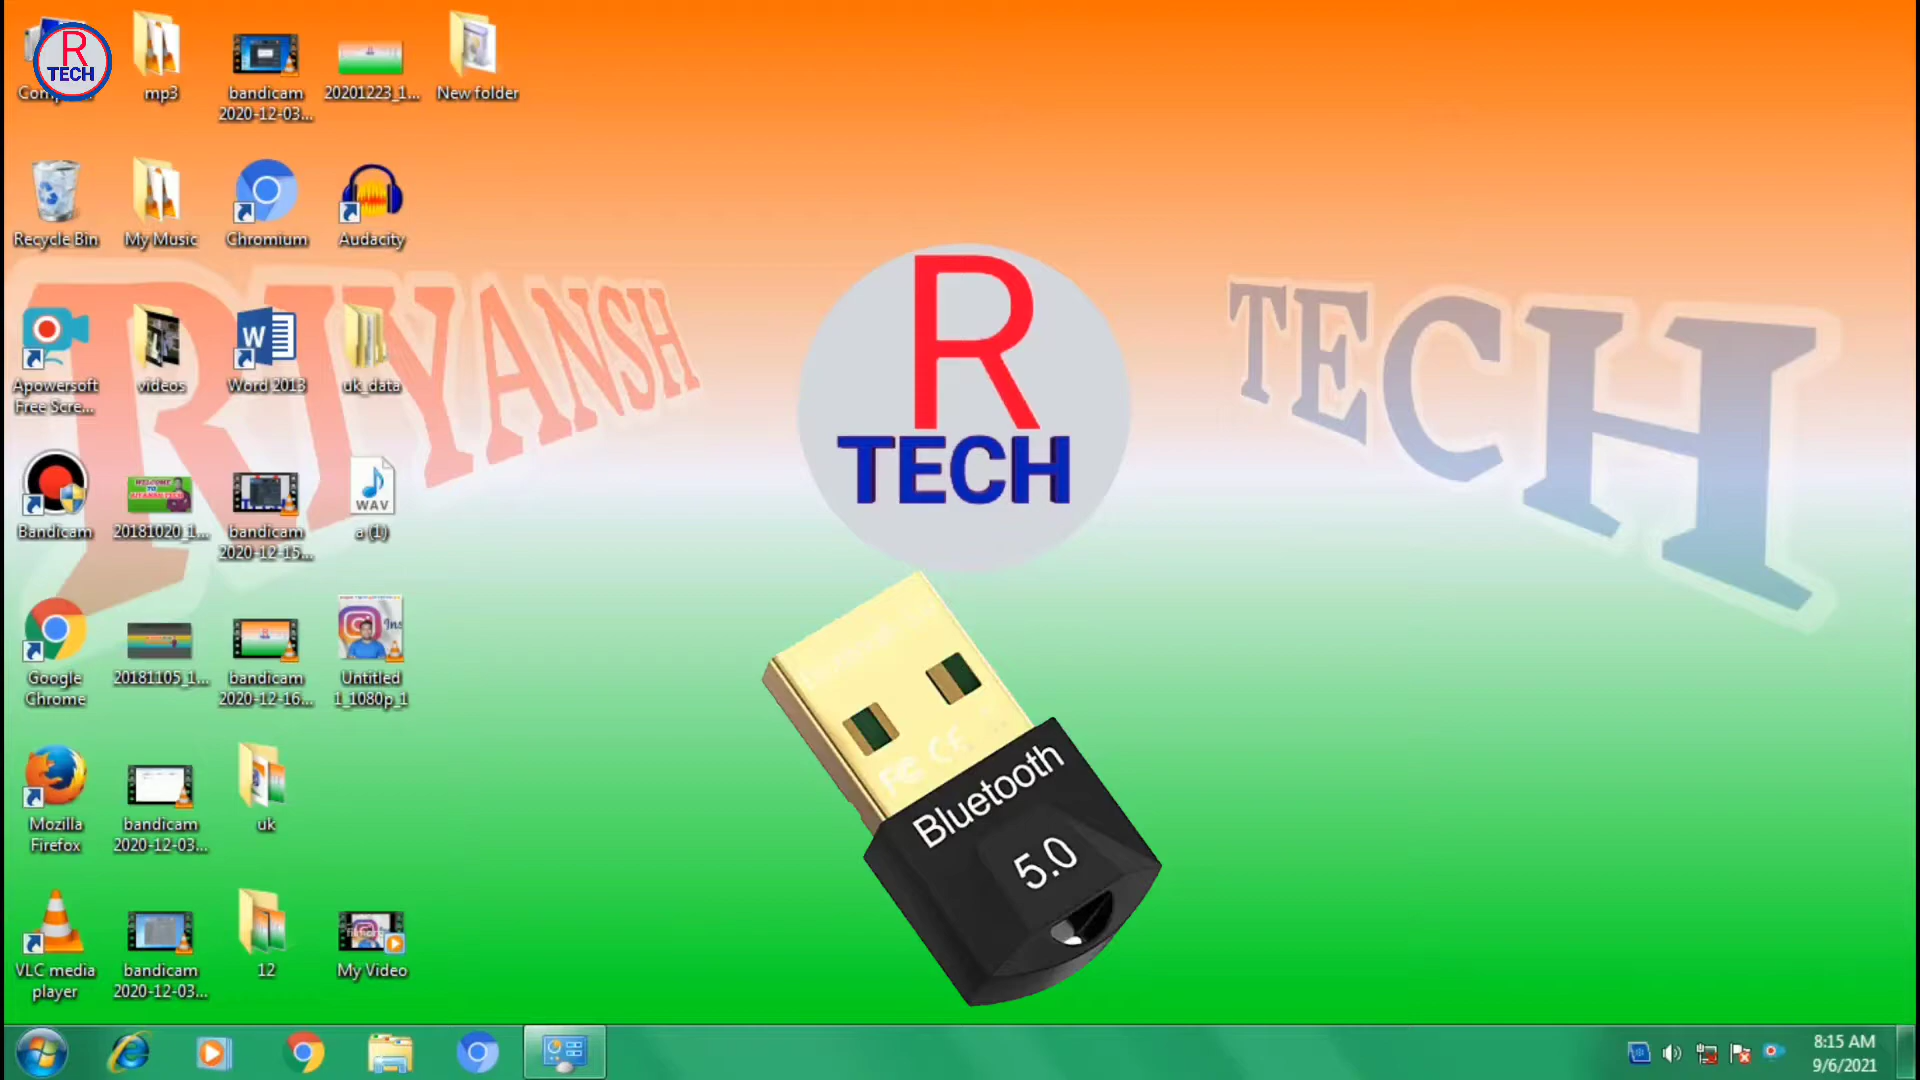 R
TECH
mp3
bandicam
2020-12-03...
20201223_1...
New folder
Recycle Bin
My Music
Chromium
Audacity
RIYANSH
TECH
R
TECH
Apowersoft
Free Scre...
videos
W
Word 2013
uk_data
Bandicam
20181020_1...
bandicam
2020-12-15...
WAV
a (1)
Google
Chrome
20181105_1...
bandicam
2020-12-16...
Untitled
1_1080p_1
Mozilla
Firefox
bandicam
2020-12-03...
uk
FC CE
Bluetooth
5.0
VLC media
player
bandicam
2020-12-03...
12
My Video
8:15 AM
9/6/2021